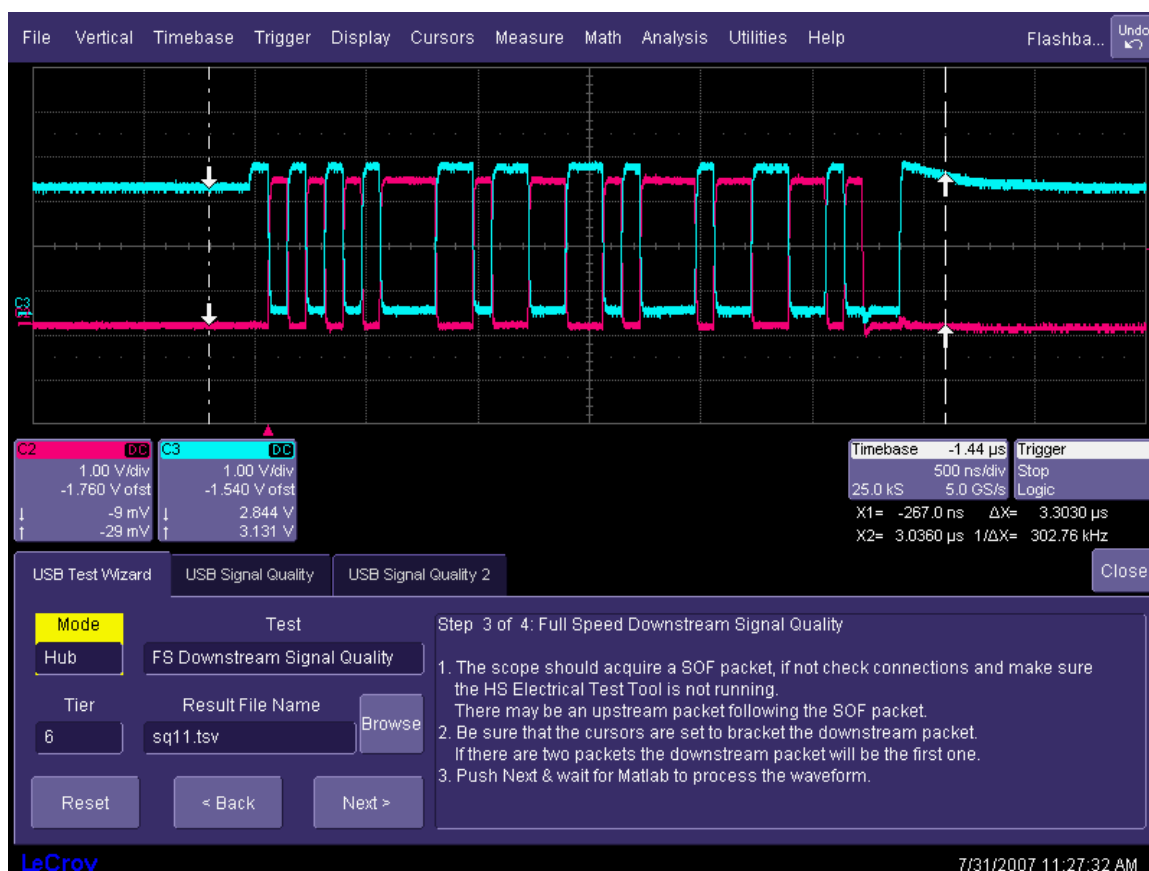 File Vertical Timebase Trigger Display Cursors Measure Math Analysis Utilities Help Flashba... Undo
C3
C2 DC C3 DC
1.00 V/div 1.00 V/div
-1.760 V ofst -1.540 V ofst
-9 mV 2.844 V
-29 mV 3.131 V
Timebase -1.44 µs Trigger
500 ns/div Stop
25.0 kS 5.0 GS/s Logic
X1= -267.0 ns ΔX= 3.3030 µs
X2= 3.0360 µs 1/ΔX= 302.76 kHz
USB Test Wizard USB Signal Quality USB Signal Quality 2 Close
Mode Test
Hub FS Downstream Signal Quality
Tier Result File Name
6 sq11.tsv Browse
Reset < Back Next >
Step 3 of 4: Full Speed Downstream Signal Quality
1. The scope should acquire a SOF packet, if not check connections and make sure
the HS Electrical Test Tool is not running.
There may be an upstream packet following the SOF packet.
2. Be sure that the cursors are set to bracket the downstream packet.
If there are two packets the downstream packet will be the first one.
3. Push Next & wait for Matlab to process the waveform.
LeCroy 7/31/2007 11:27:32 AM